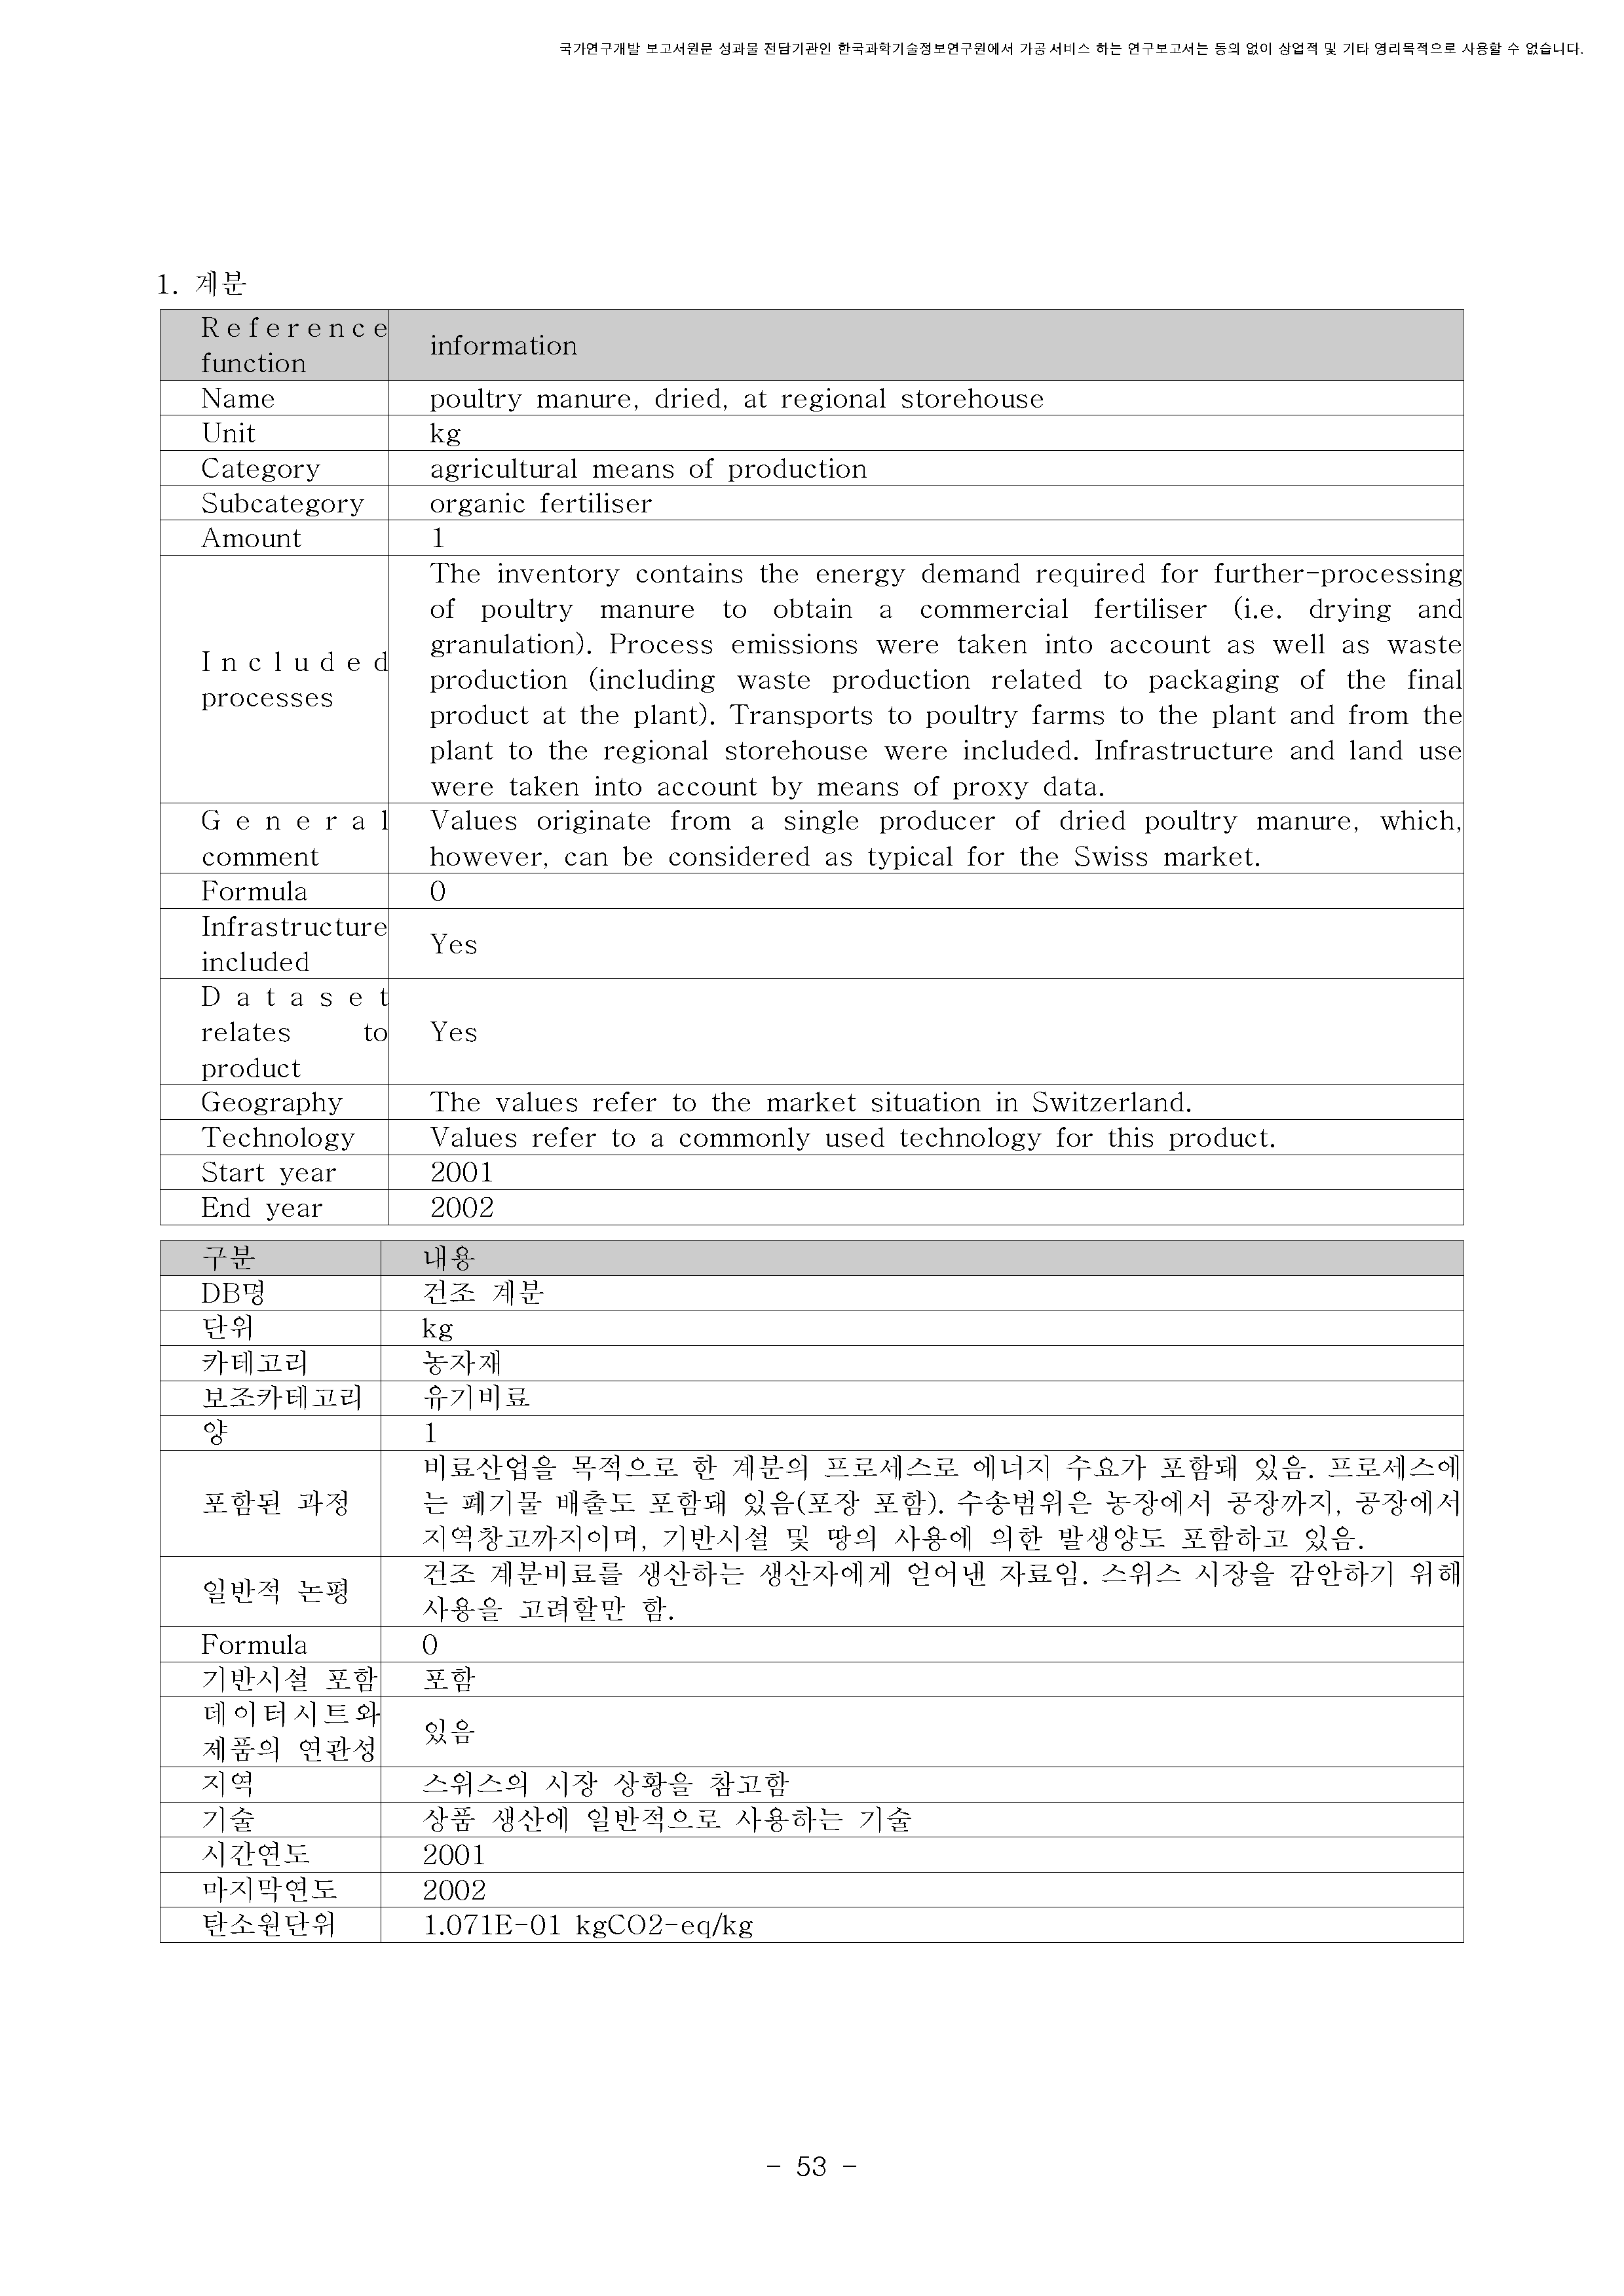 국가연구개발 보고서원문 성과물 전담기관인 한국과학기술정보연구원에서 가공·서비스 하는 연구보고서는 동의 없이 상업적 및 기타 영리목적으로 사용할 수 없습니다.
1. 계분
Reference function
information
Name
poultry manure, dried, at regional storehouse
Unit
kg
Category
agricultural means of production
Subcategory
organic fertiliser
Amount
1
Included processes
The inventory contains the energy demand required for further-processing
of poultry manure to obtain a commercial fertiliser (i.e. drying and
granulation). Process emissions were taken into account as well as waste
production (including waste production related to packaging of the final
product at the plant). Transports to poultry farms to the plant and from the
plant to the regional storehouse were included. Infrastructure and land use
were taken into account by means of proxy data.
General comment
Values originate from a single producer of dried poultry manure, which,
however, can be considered as typical for the Swiss market.
Formula
0
Infrastructure included
Yes
Dataset relates to product
Yes
Geography
The values refer to the market situation in Switzerland.
Technology
Values refer to a commonly used technology for this product.
Start year
2001
End year
2002
구분
내용
DB명
건조 계분
단위
kg
카테고리
농자재
보조카테고리
유기비료
양
1
포함된 과정
비료산업을 목적으로 한 계분의 프로세스로 에너지 수요가 포함돼 있음. 프로세스에
는 폐기물 배출도 포함돼 있음(포장 포함). 수송범위은 농장에서 공장까지, 공장에서
지역창고까지이며, 기반시설 및 땅의 사용에 의한 발생양도 포함하고 있음.
일반적 논평
건조 계분비료를 생산하는 생산자에게 얻어낸 자료임. 스위스 시장을 감안하기 위해
사용을 고려할만 함.
Formula
0
기반시설 포함
포함
데이터시트와
제품의 연관성
있음
지역
스위스의 시장 상황을 참고함
기술
상품 생산에 일반적으로 사용하는 기술
시간연도
2001
마지막연도
2002
탄소원단위
1.071E-01 kgCO2-eq/kg
- 53 -